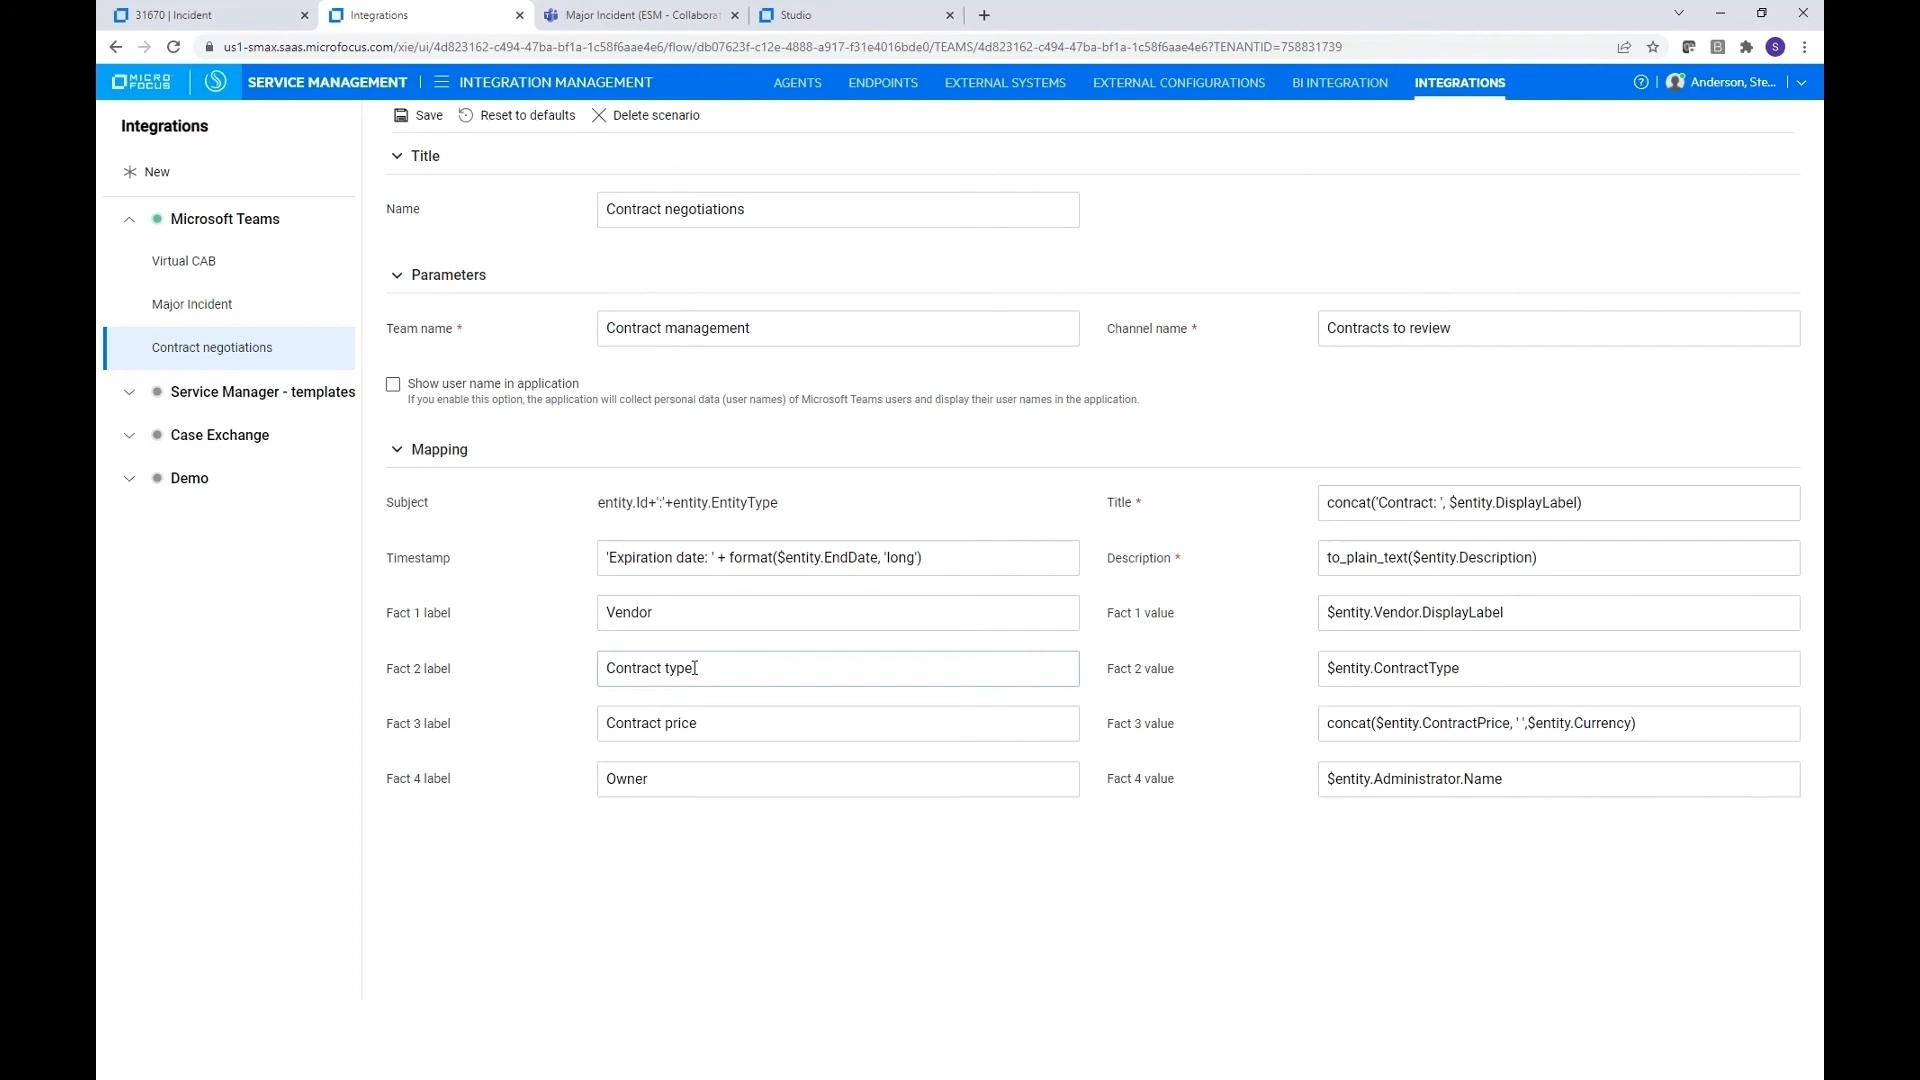 31670 | Incident
Integrations
Major Incident (ESM - Collaborat
Studio
us1-smax.saas.microfocus.com/xie/ui/4d823162-c494-47ba-bf1a-1c58f6aae4e6/flow/db07623f-c12e-4888-a917-f31e4016bde0/TEAMS/4d823162-c494-47ba-bf1a-1c58f6aae4e6?TENANTID=758831739
S
MICRO FOCUS
SERVICE MANAGEMENT
INTEGRATION MANAGEMENT
AGENTS
ENDPOINTS
EXTERNAL SYSTEMS
EXTERNAL CONFIGURATIONS
BI INTEGRATION
INTEGRATIONS
Anderson, Ste...
Integrations
New
Microsoft Teams
Virtual CAB
Major Incident
Contract negotiations
Service Manager - templates
Case Exchange
Demo
Save
Reset to defaults
Delete scenario
Title
Name
Contract negotiations
Parameters
Team name *
Contract management
Channel name *
Contracts to review
Show user name in application
If you enable this option, the application will collect personal data (user names) of Microsoft Teams users and display their user names in the application.
Mapping
Subject
entity.Id+':'+entity.EntityType
Title *
concat('Contract: ', $entity.DisplayLabel)
Timestamp
'Expiration date: ' + format($entity.EndDate, 'long')
Description *
to_plain_text($entity.Description)
Fact 1 label
Vendor
Fact 1 value
$entity.Vendor.DisplayLabel
Fact 2 label
Contract type
Fact 2 value
$entity.ContractType
Fact 3 label
Contract price
Fact 3 value
concat($entity.ContractPrice, ' ',$entity.Currency)
Fact 4 label
Owner
Fact 4 value
$entity.Administrator.Name